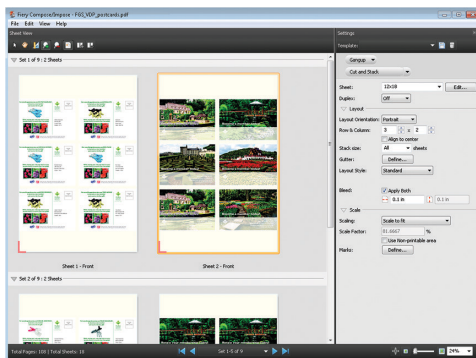 Fiery Compose/Impose - FGS_VDP_postcards.pdf
File Edit View Help
Sheet View
Settings
Template:
Set 1 of 9 : 2 Sheets
Gangup
Cut and Stack
Sheet: 12x18 Edit...
Duplex: Off
Layout
Layout Orientation: Portrait
Row & Column: 3 x 2
Align to center
Stack size: All sheets
Gutter: Define...
Layout Style: Standard
Bleed: Apply Both
0.1 in 0.1 in
Scale
Scaling: Scale to fit
Scale Factor: 81.6667 %
Use Non-printable area
Marks: Define...
Sheet 1 - Front Sheet 2 - Front
Set 2 of 9 : 2 Sheets
Total Pages: 108 | Total Sheets: 18 Set 1-5 of 9 24%